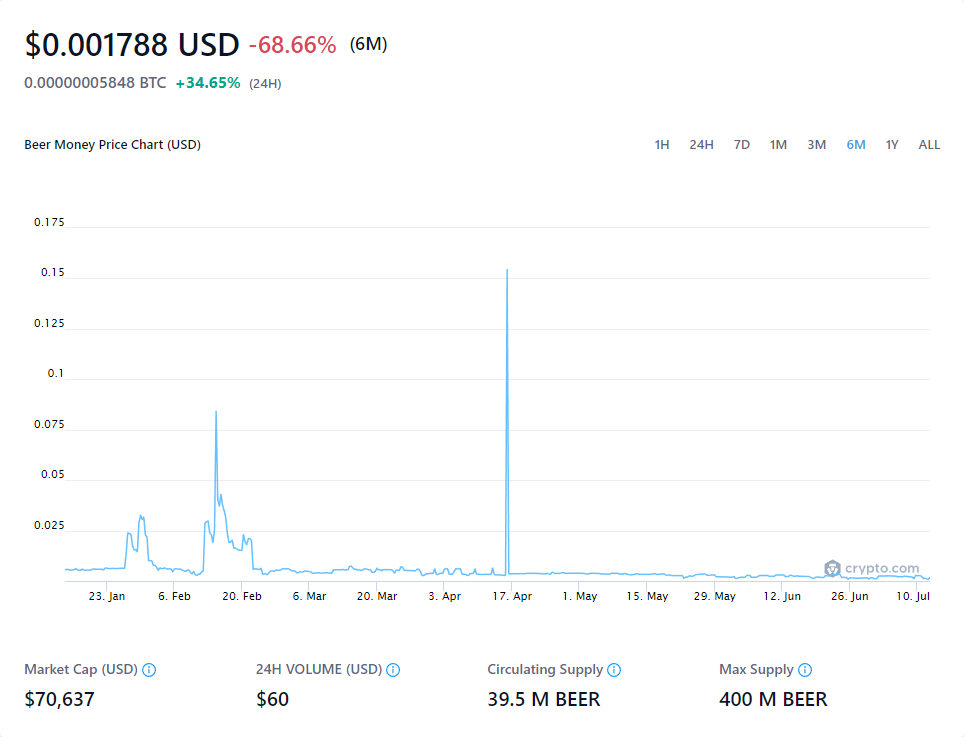 $0.001788 USD -68.66% (6M)
0.00000005848 BTC +34.65% (24H)
Beer Money Price Chart (USD) 1H 24H 7D 1M 3M 6M 1Y ALL
0.175
0.15
0.125
0.1
0.075
0.05
0.025
crypto.com
23. Jan 6. Feb 20. Feb 6. Mar 20. Mar 3. Apr 17. Apr 1. May 15. May 29. May 12. Jun 26. Jun 10. Jul
Market Cap (USD) 24H VOLUME (USD) Circulating Supply Max Supply
$70,637 $60 39.5 M BEER 400 M BEER